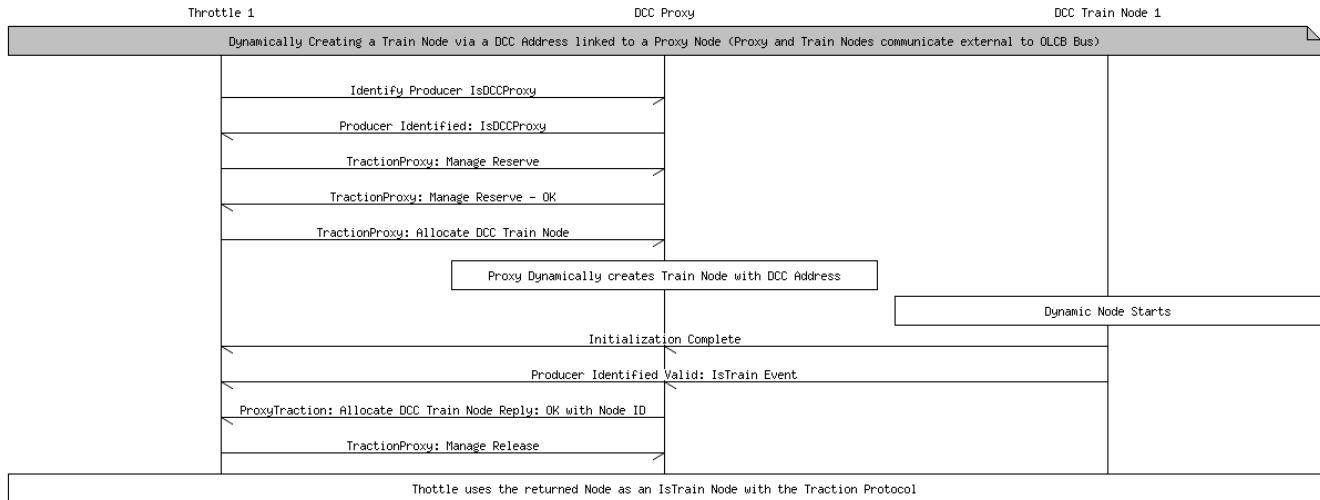 Throttle 1 DCC Proxy DCC Train Node 1
Dynamically Creating a Train Node via a DCC Address linked to a Proxy Node (Proxy and Train Nodes communicate external to OLCB Bus)
Identify Producer IsDCCProxy
Producer Identified: IsDCCProxy
TractionProxy: Manage Reserve
TractionProxy: Manage Reserve - OK
TractionProxy: Allocate DCC Train Node
Proxy Dynamically creates Train Node with DCC Address
Dynamic Node Starts
Initialization Complete
Producer Identified Valid: IsTrain Event
ProxyTraction: Allocate DCC Train Node Reply: OK with Node ID
TractionProxy: Manage Release
Thottle uses the returned Node as an IsTrain Node with the Traction Protocol